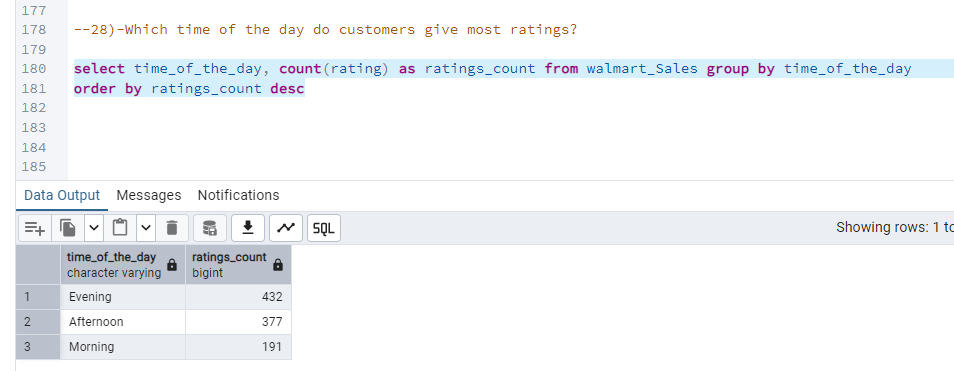 177
178 --28)-Which time of the day do customers give most ratings?
179
180 select time_of_the_day, count(rating) as ratings_count from walmart_Sales group by time_of_the_day
181 order by ratings_count desc
182
183
184
185
Data Output Messages Notifications
SQL Showing rows: 1 to
time_of_the_day ratings_count
character varying bigint
1 Evening 432
2 Afternoon 377
3 Morning 191